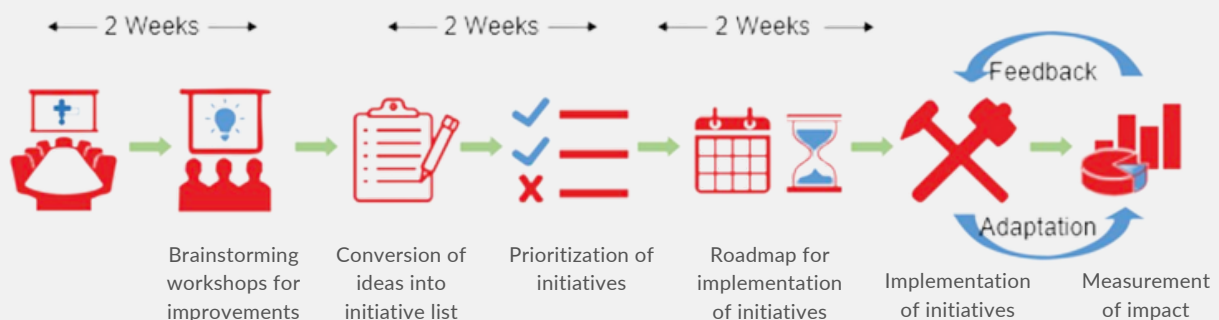 2 Weeks
2 Weeks
2 Weeks
Feedback
Adaptation
Brainstorming
workshops for
improvements
Conversion of
ideas into
initiative list
Prioritization of
initiatives
Roadmap for
implementation
of initiatives
Implementation
of initiatives
Measurement
of impact